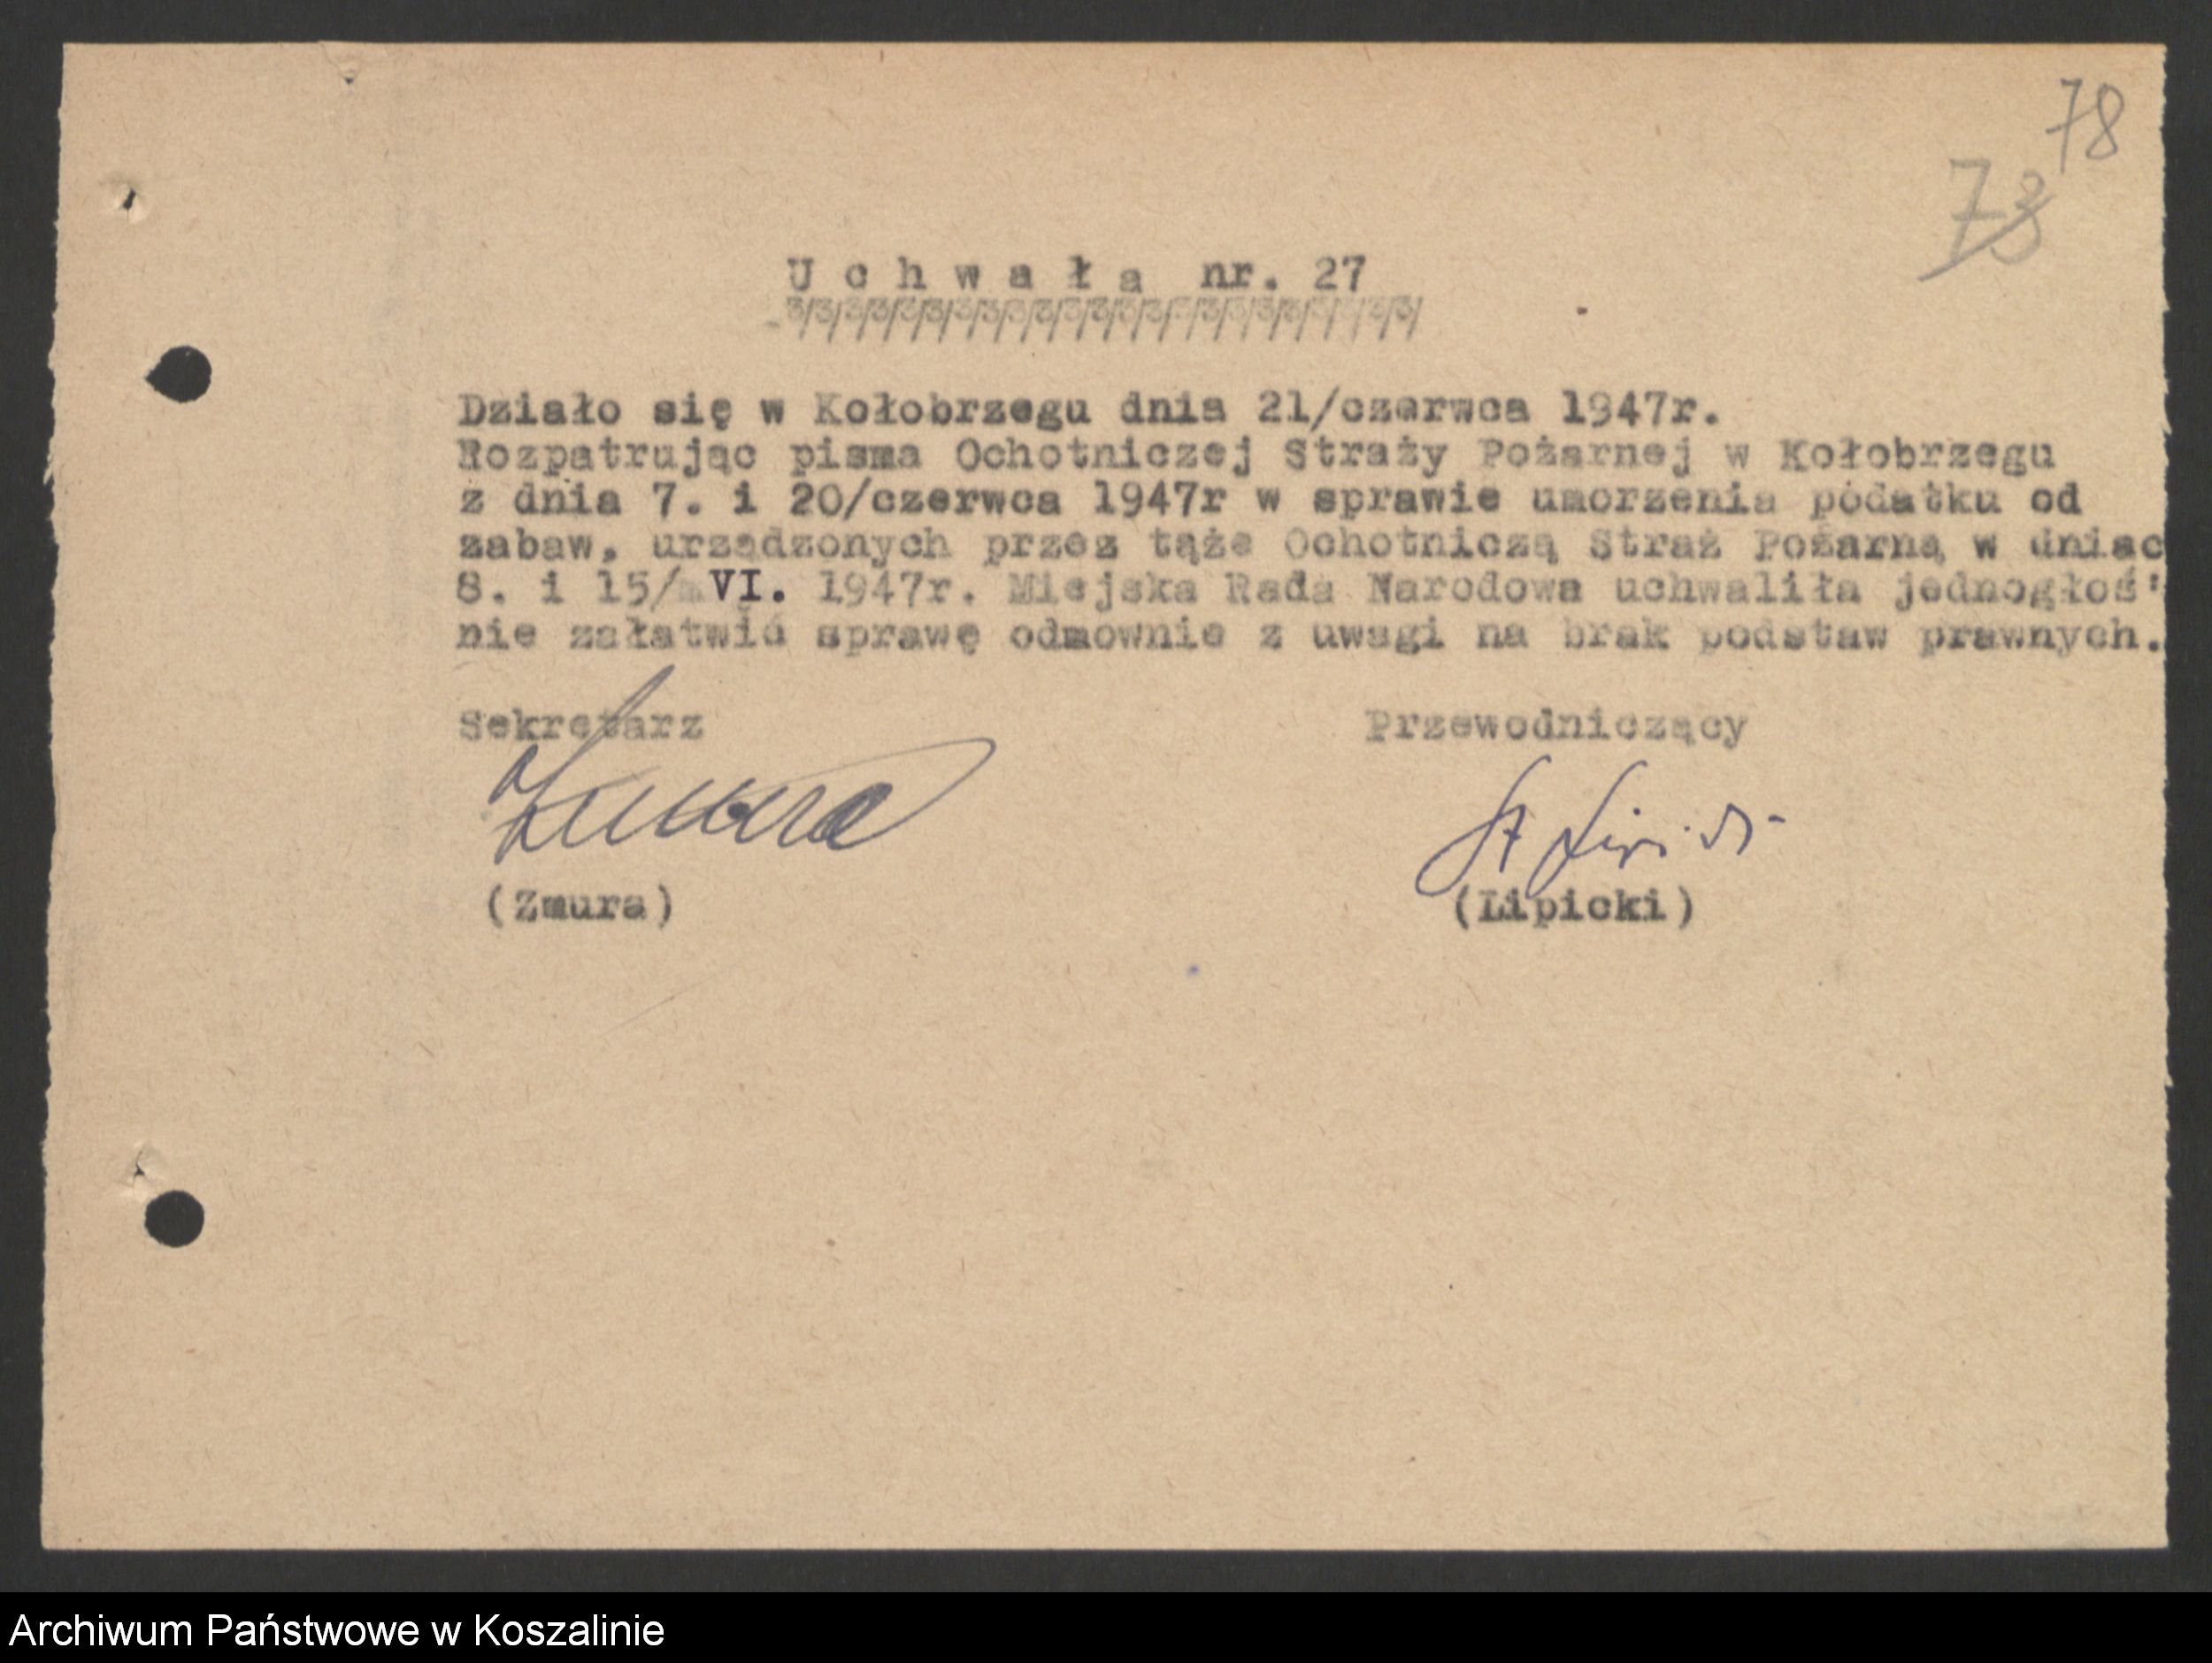 78
73
U c h w a ł a nr. 27
Działo się w Kołobrzegu dnia 21/czerwca 1947r.
Rozpatrując pisma Ochotniczej Straży Pożarnej w Kołobrzegu
z dnia 7. i 20/czerwca 1947r w sprawie umorzenia podatku od
zabaw, urządzonych przez tąże Ochotniczą Straż Pożarną w dniac
8. i 15/ VI. 1947r. Miejska Rada Narodowa uchwaliła jednogłoś-
nie załatwić sprawę odmownie z uwagi na brak podstaw prawnych.
Sekretarz Przewodniczący
Zmura St Lipicki
(Zmura) (Lipicki)
Archiwum Państwowe w Koszalinie